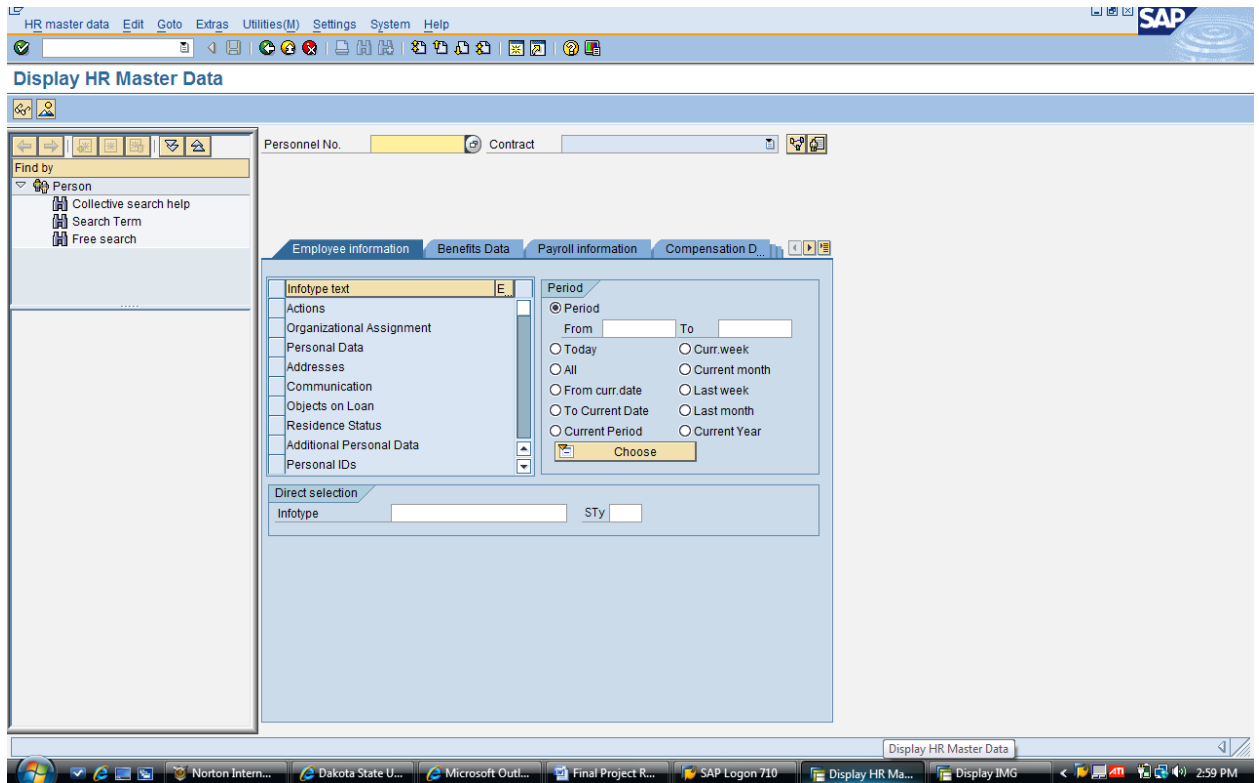 HR master data Edit Goto Extras Utilities(M) Settings System Help
SAP
Display HR Master Data
Personnel No. Contract
Find by
Person
Collective search help
Search Term
Free search
Employee information Benefits Data Payroll information Compensation D...
Infotype text E..
Actions
Organizational Assignment
Personal Data
Addresses
Communication
Objects on Loan
Residence Status
Additional Personal Data
Personal IDs
Period
Period
From To
Today Curr.week
All Current month
From curr.date Last week
To Current Date Last month
Current Period Current Year
Choose
Direct selection
Infotype STy
Display HR Master Data
Norton Intern... Dakota State U... Microsoft Outl... Final Project R... SAP Logon 710 Display HR Ma... Display IMG < ATI 2:59 PM